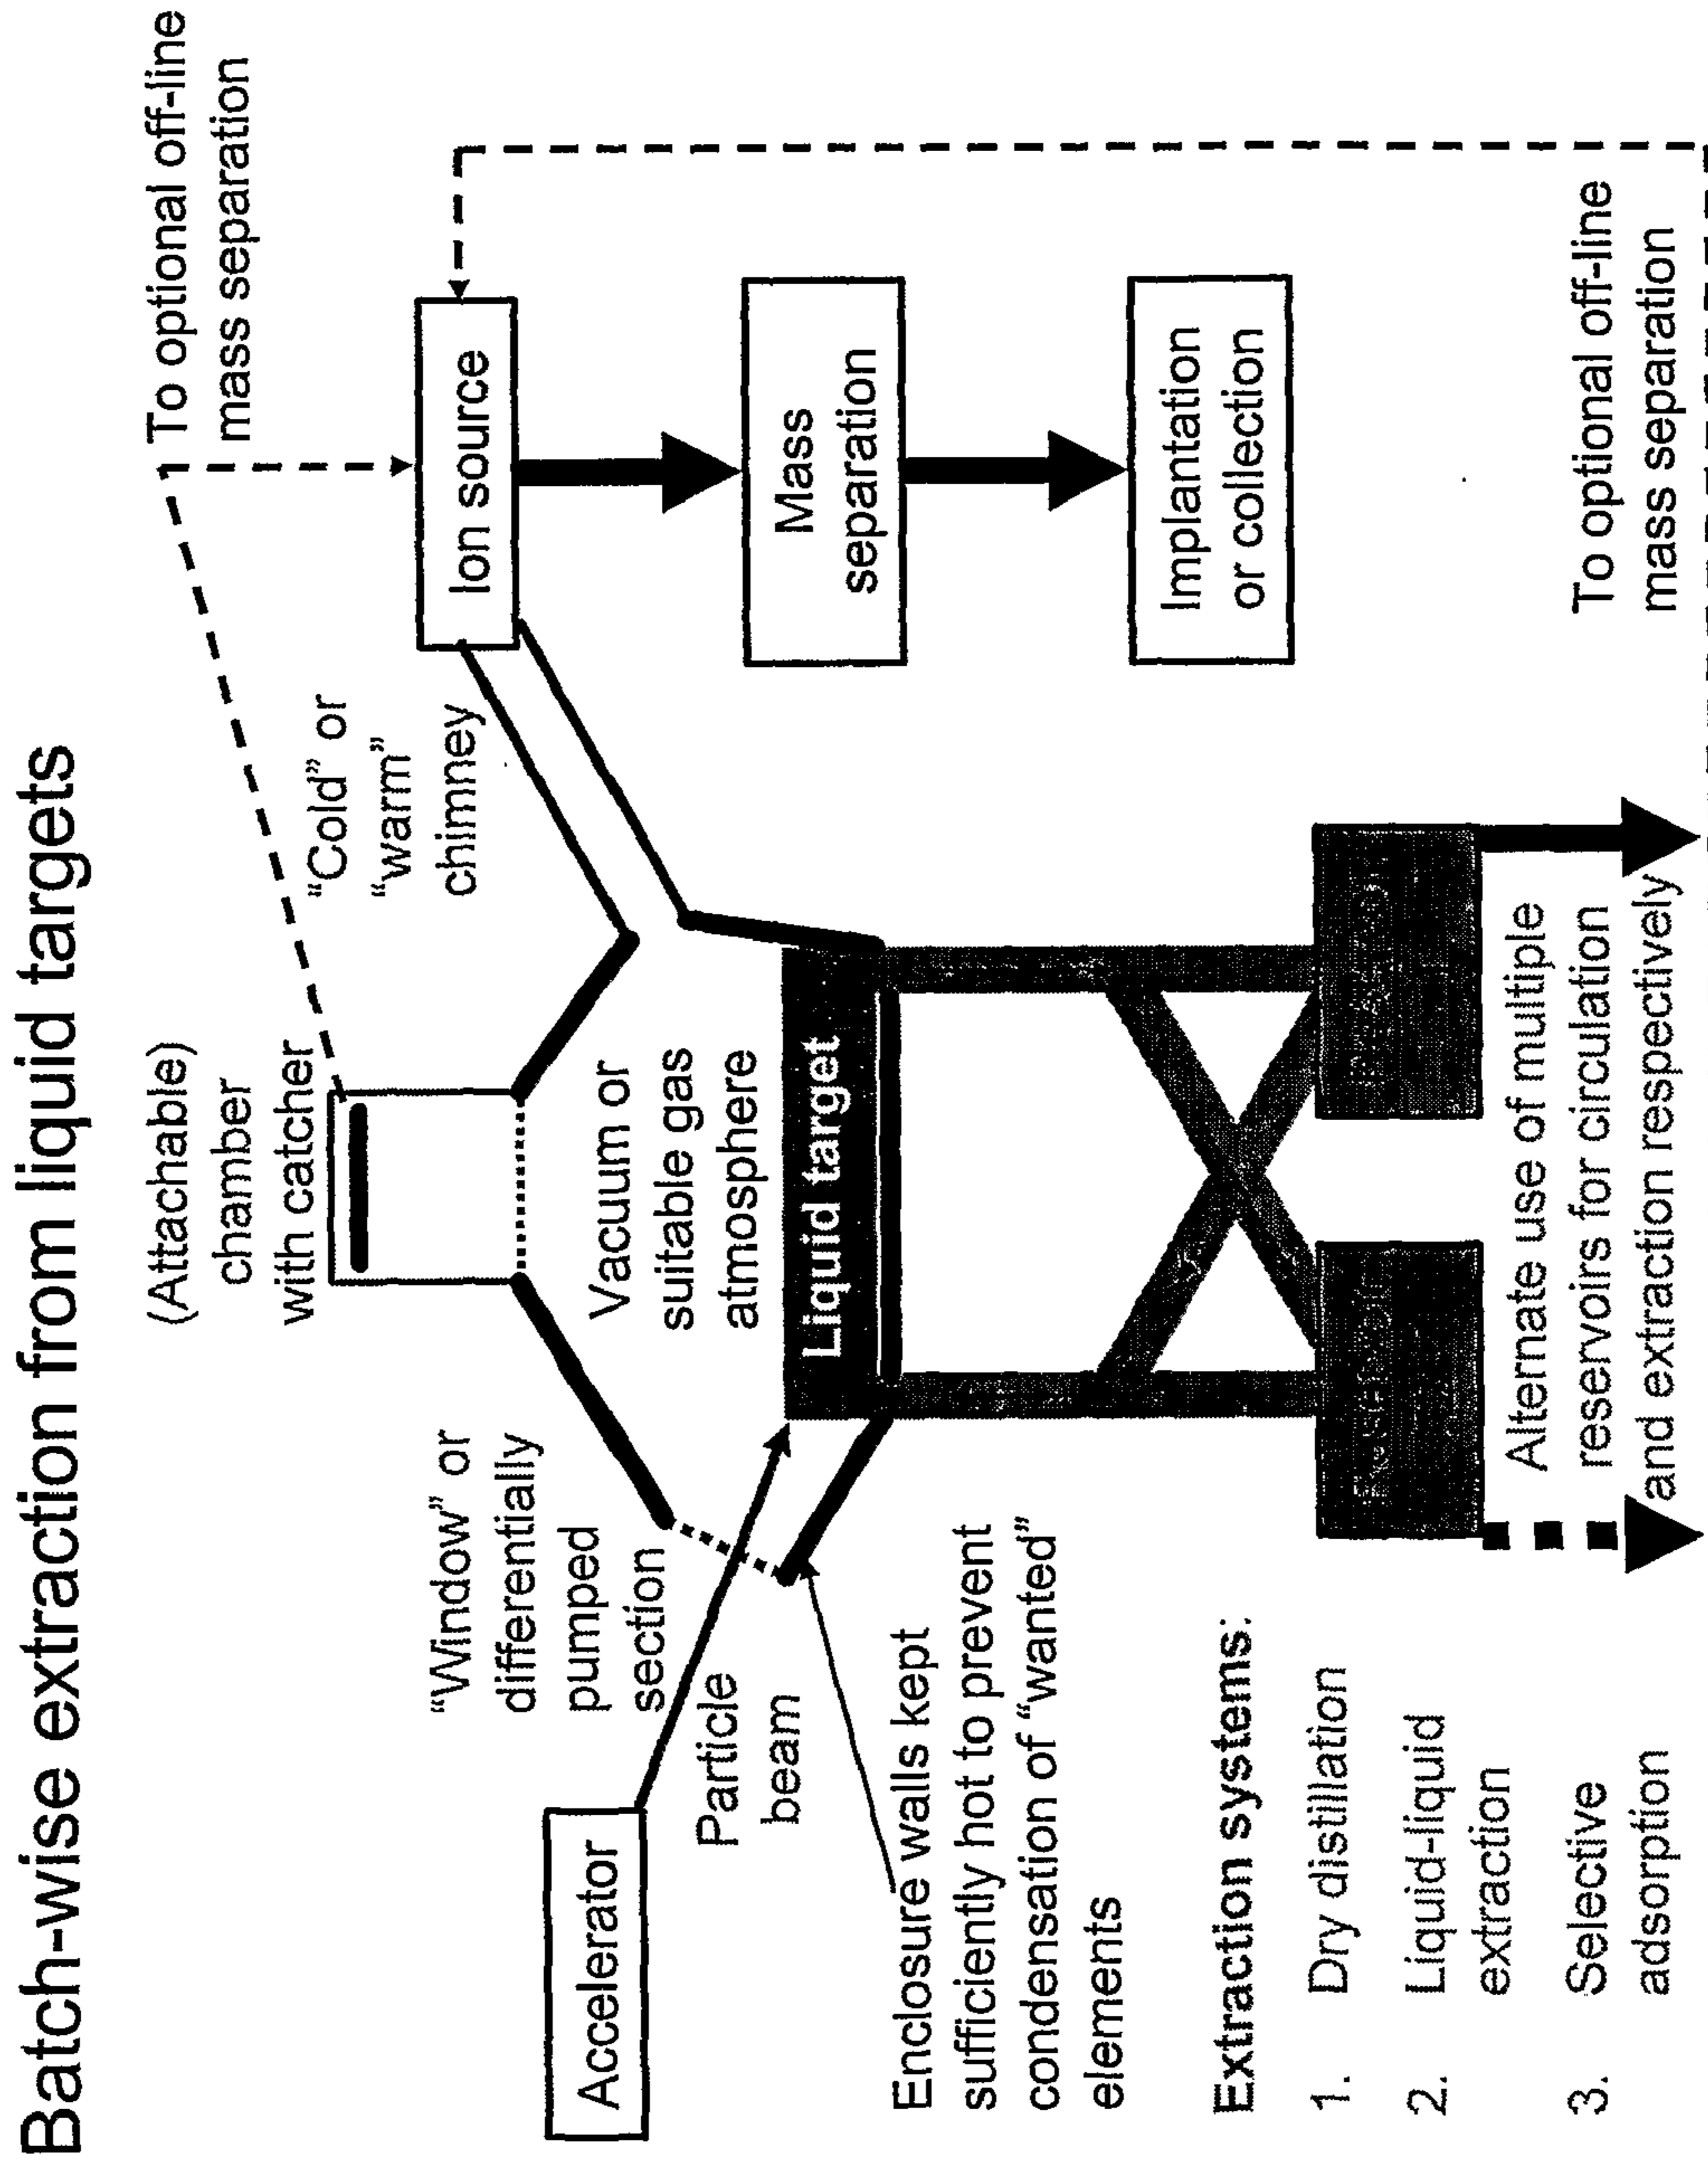 Batch-wise extraction from liquid targets
(Attachable)
chamber
with catcher
To optional off-line
mass separation
"Cold" or
"warm"
chimney
"Window" or
differentially
pumped
section
Accelerator
Particle
beam
Vacuum or
suitable gas
atmosphere
Liquid target
Ion source
Mass
separation
Implantation
or collection
Enclosure walls kept
sufficiently hot to prevent
condensation of "wanted"
elements
Extraction systems:
1. Dry distillation
2. Liquid-liquid
extraction
3. Selective
adsorption
Reservoir
Alternate use of multiple
reservoirs for circulation
and extraction respectively
To optional off-line
mass separation